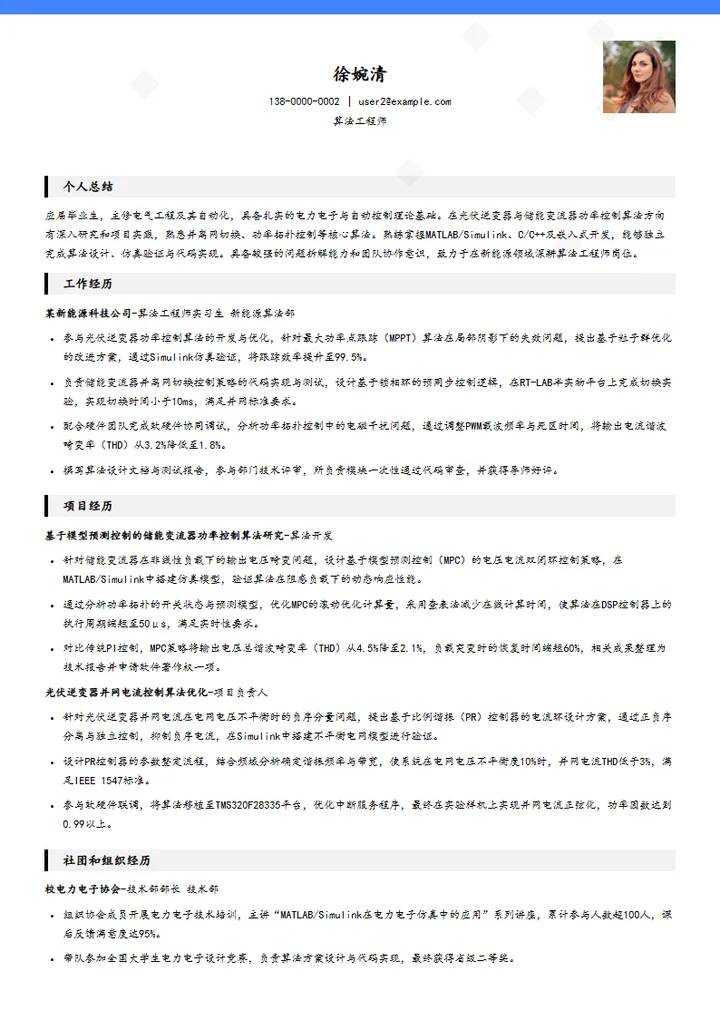 徐婉清
138-0000-0002 | user2@example.com
算法工程师
个人总结
应届毕业生，主修电气工程及其自动化，具备扎实的电力电子与自动控制理论基础。在光伏逆变器与储能变流器功率控制算法方向
有深入研究和项目实践，熟悉并离网切换、功率拓扑控制等核心算法。熟练掌握MATLAB/Simulink、C/C++及嵌入式开发，能够独立
完成算法设计、仿真验证与代码实现。具备较强的问题拆解能力和团队协作意识，致力于在新能源领域深耕算法工程师岗位。
工作经历
某新能源科技公司-算法工程师实习生 新能源算法部
• 参与光伏逆变器功率控制算法的开发与优化，针对最大功率点跟踪（MPPT）算法在局部阴影下的失效问题，提出基于粒子群优化
的改进方案，通过Simulink仿真验证，将跟踪效率提升至99.5%。
• 负责储能变流器并离网切换控制策略的代码实现与测试，设计基于锁相环的预同步控制逻辑，在RT-LAB半实物平台上完成切换实
验，实现切换时间小于10ms，满足并网标准要求。
• 配合硬件团队完成软硬件协同调试，分析功率拓扑控制中的电磁干扰问题，通过调整PWM载波频率与死区时间，将输出电流谐波
畸变率（THD）从3.2%降低至1.8%。
• 撰写算法设计文档与测试报告，参与部门技术评审，所负责模块一次性通过代码审查，并获得导师好评。
项目经历
基于模型预测控制的储能变流器功率控制算法研究-算法开发
• 针对储能变流器在非线性负载下的输出电压畸变问题，设计基于模型预测控制（MPC）的电压电流双闭环控制策略，在
MATLAB/Simulink中搭建仿真模型，验证算法在阻感负载下的动态响应性能。
• 通过分析功率拓扑的开关状态与预测模型，优化MPC的滚动优化计算量，采用查表法减少在线计算时间，使算法在DSP控制器上的
执行周期缩短至50μs，满足实时性要求。
• 对比传统PI控制，MPC策略将输出电压总谐波畸变率（THD）从4.5%降至2.1%，负载突变时的恢复时间缩短60%，相关成果整理为
技术报告并申请软件著作权一项。
光伏逆变器并网电流控制算法优化-项目负责人
• 针对光伏逆变器并网电流在电网电压不平衡时的负序分量问题，提出基于比例谐振（PR）控制器的电流环设计方案，通过正负序
分离与独立控制，抑制负序电流，在Simulink中搭建不平衡电网模型进行验证。
• 设计PR控制器的参数整定流程，结合频域分析确定谐振频率与带宽，使系统在电网电压不平衡度10%时，并网电流THD低于3%，满
足IEEE 1547标准。
• 参与软硬件联调，将算法移植至TMS320F28335平台，优化中断服务程序，最终在实验样机上实现并网电流正弦化，功率因数达到
0.99以上。
社团和组织经历
校电力电子协会-技术部部长 技术部
• 组织协会成员开展电力电子技术培训，主讲“MATLAB/Simulink在电力电子仿真中的应用”系列讲座，累计参与人数超100人，课
后反馈满意度达95%。
• 带队参加全国大学生电力电子设计竞赛，负责算法方案设计与代码实现，最终获得省级二等奖。